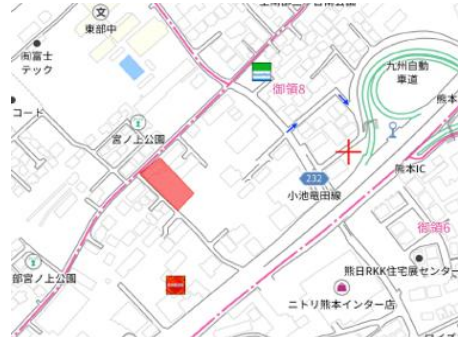 東部中
㈲富士
テック
コード
御領8
九州自動
車道
熊本
宮ノ上公園
232
小池竜田線
熊本IC
御領6
部宮ノ上公園
熊日RKK住宅展センター
ニトリ熊本インター店